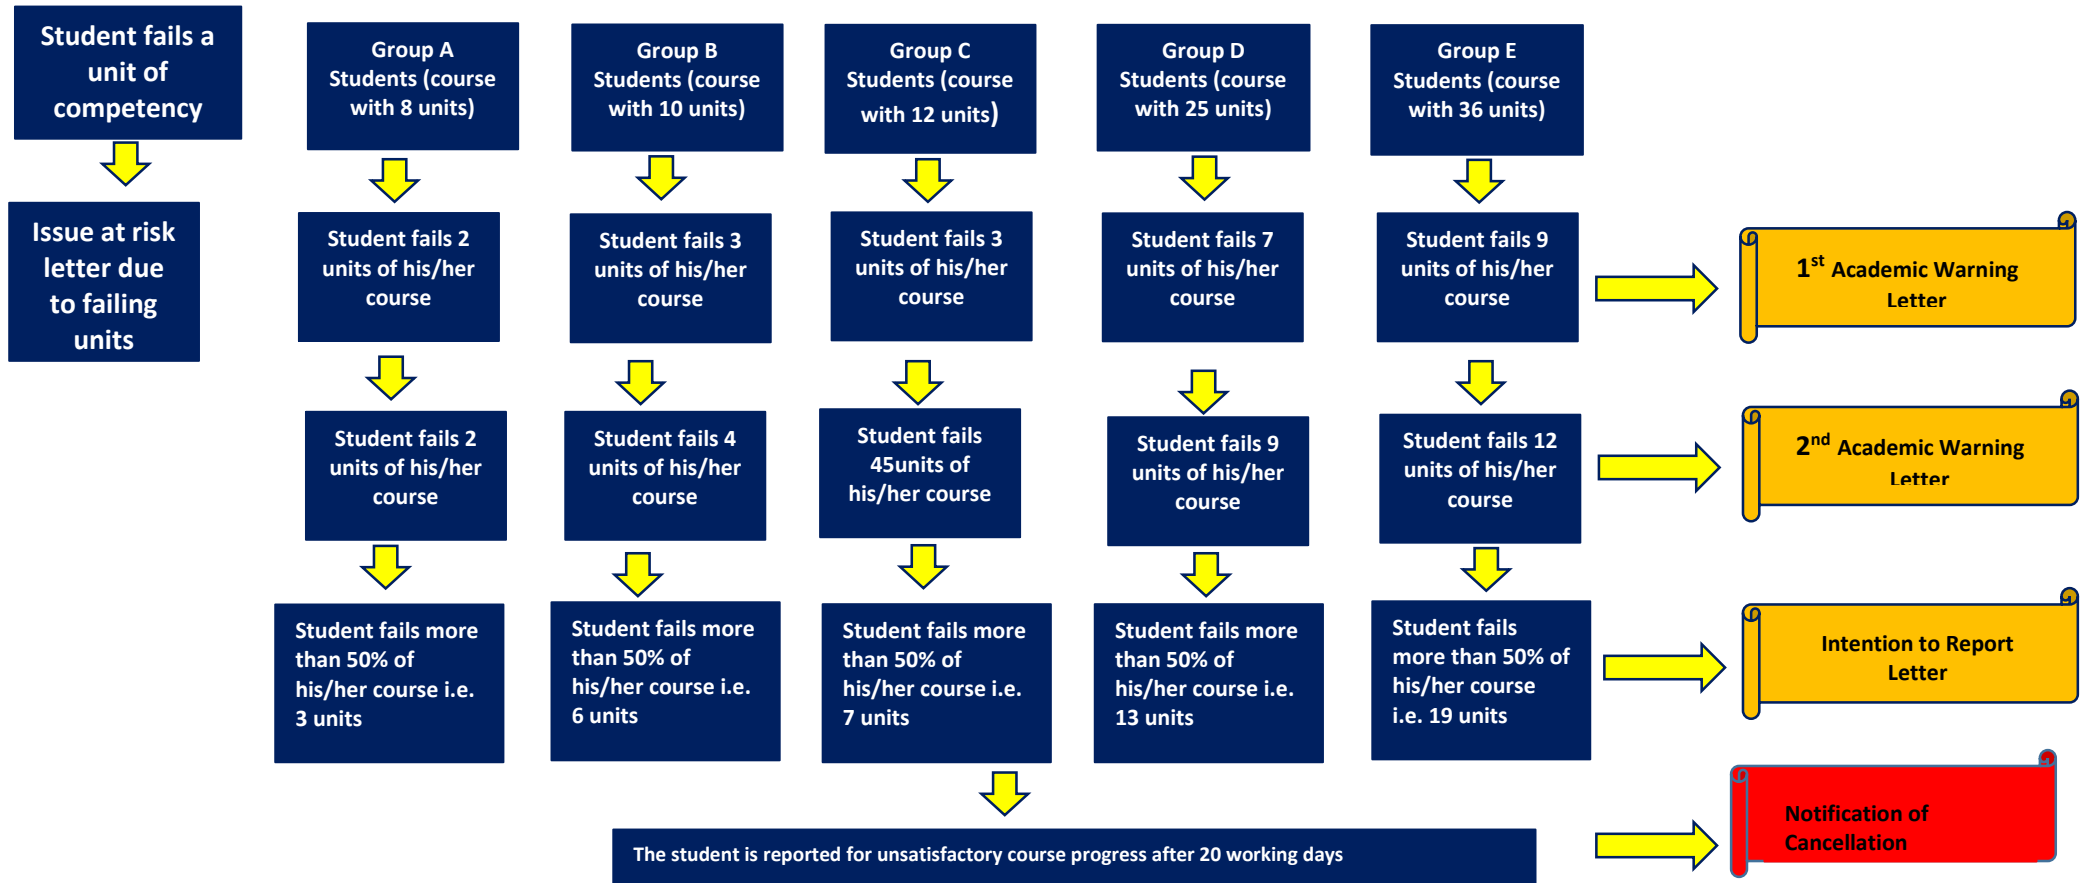 Student fails a
unit of
competency
Issue at risk
letter due
to failing
units
Group A
Students (course
with 8 units)
Group B
Students (course
with 10 units)
Group C
Students (course
with 12 units)
Group D
Students (course
with 25 units)
Group E
Students (course
with 36 units)
Student fails 2
units of his/her
course
Student fails 3
units of his/her
course
Student fails 3
units of his/her
course
Student fails 7
units of his/her
course
Student fails 9
units of his/her
course
1st Academic Warning
Letter
Student fails 2
units of his/her
course
Student fails 4
units of his/her
course
Student fails
45units of
his/her course
Student fails 9
units of his/her
course
Student fails 12
units of his/her
course
2nd Academic Warning
Letter
Student fails more
than 50% of
his/her course i.e.
3 units
Student fails more
than 50% of
his/her course i.e.
6 units
Student fails more
than 50% of
his/her course i.e.
7 units
Student fails more
than 50% of
his/her course i.e.
13 units
Student fails
more than 50% of
his/her course
i.e. 19 units
Intention to Report
Letter
The student is reported for unsatisfactory course progress after 20 working days
Notification of
Cancellation